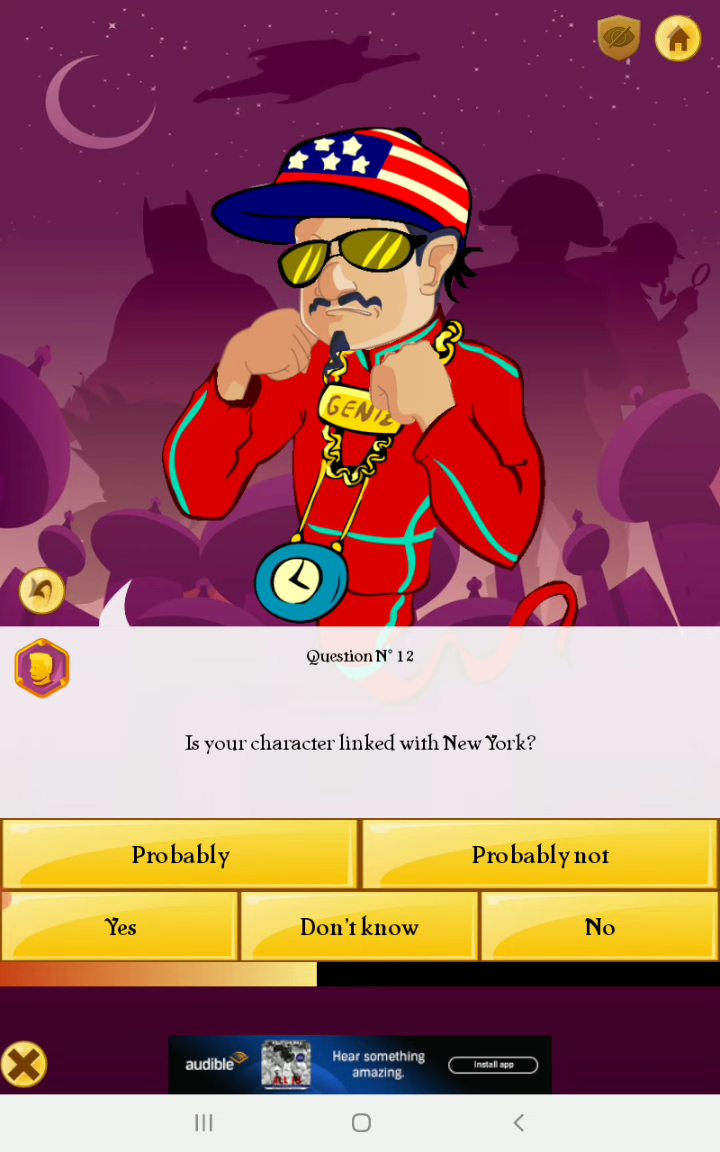 GENIE
Question N° 12
Is your character linked with New York?
Probably
Probably not
Yes
Don't know
No
audible
Hear something
amazing.
Install app